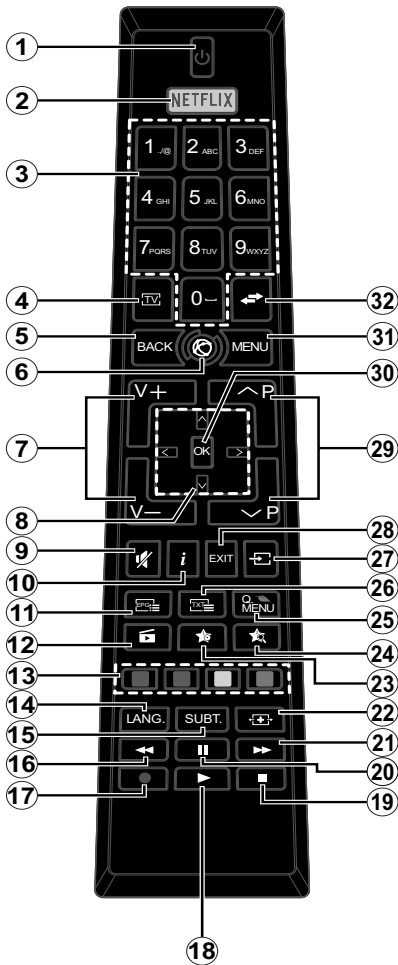 1
2 NETFLIX
1 ./@ 2 ABC 3 DEF
3
4 GHI 5 JKL 6 MNO
7 PQRS 8 TUV 9 WXYZ
4 TV 0 32
5 BACK MENU 31
6 30
V+ P
7 OK 29
8 V− P
28
9 i EXIT 27
10 26
11 EPG TXT Q. MENU 25
12 24
13 23
14 LANG. SUBT. 22
15 21
16 20
17 19
18